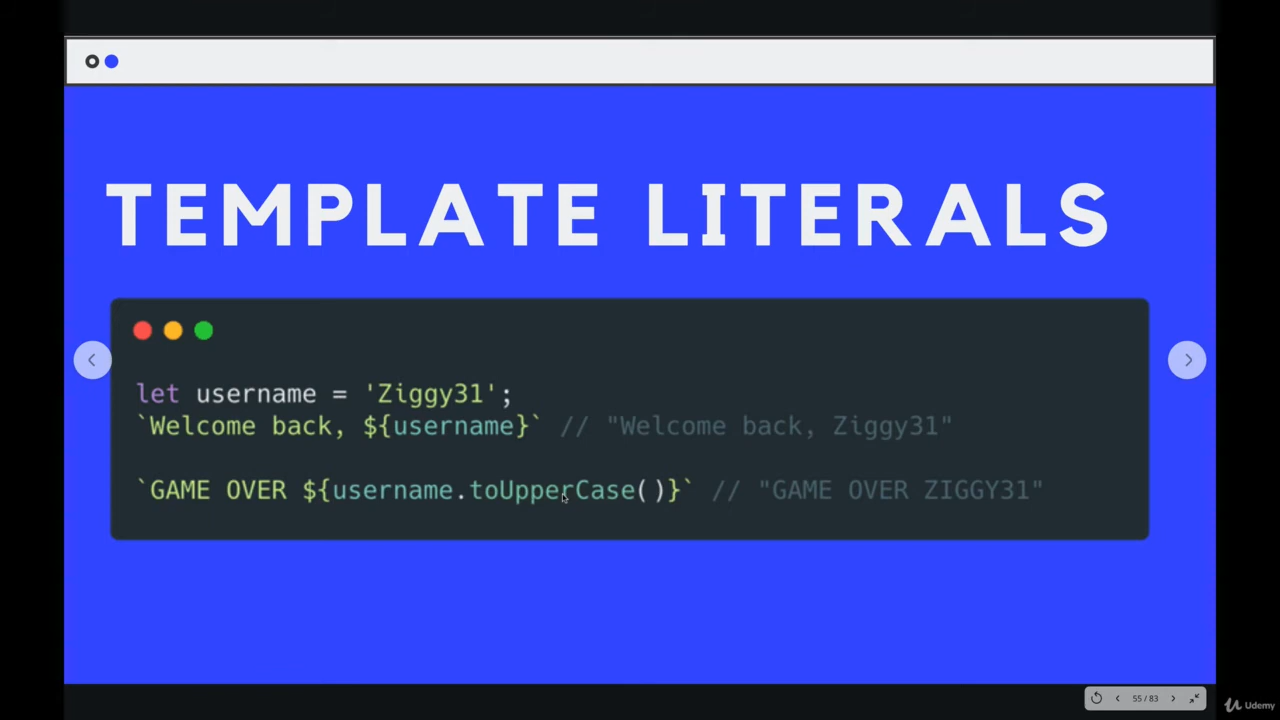 TEMPLATE LITERALS
let username = 'Ziggy31';
`Welcome back, ${username}` // "Welcome back, Ziggy31"
`GAME OVER ${username.toUpperCase()}` // "GAME OVER ZIGGY31"
55 / 83
Udemy